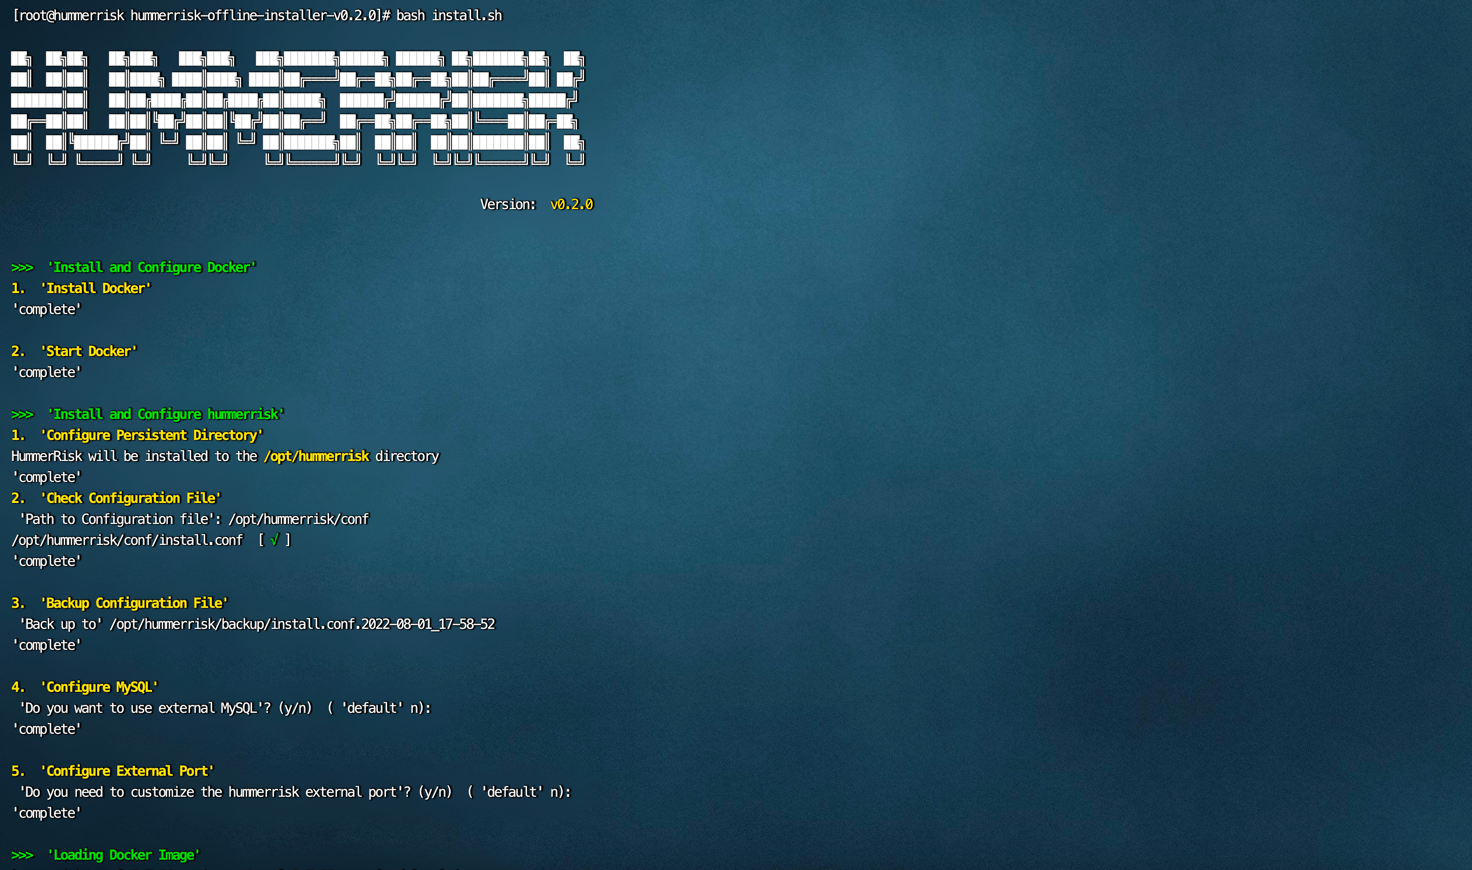 [root@hummerrisk hummerrisk-offline-installer-v0.2.0]# bash install.sh
HUMMERRISK
Version:  v0.2.0
>>>  'Install and Configure Docker'
1.  'Install Docker'
'complete'
2.  'Start Docker'
'complete'
>>>  'Install and Configure hummerrisk'
1.  'Configure Persistent Directory'
HummerRisk will be installed to the /opt/hummerrisk directory
'complete'
2.  'Check Configuration File'
'Path to Configuration file': /opt/hummerrisk/conf
/opt/hummerrisk/conf/install.conf  [ √ ]
'complete'
3.  'Backup Configuration File'
'Back up to' /opt/hummerrisk/backup/install.conf.2022-08-01_17-58-52
'complete'
4.  'Configure MySQL'
'Do you want to use external MySQL'? (y/n)  ( 'default' n):
'complete'
5.  'Configure External Port'
'Do you need to customize the hummerrisk external port'? (y/n)  ( 'default' n):
'complete'
>>>  'Loading Docker Image'